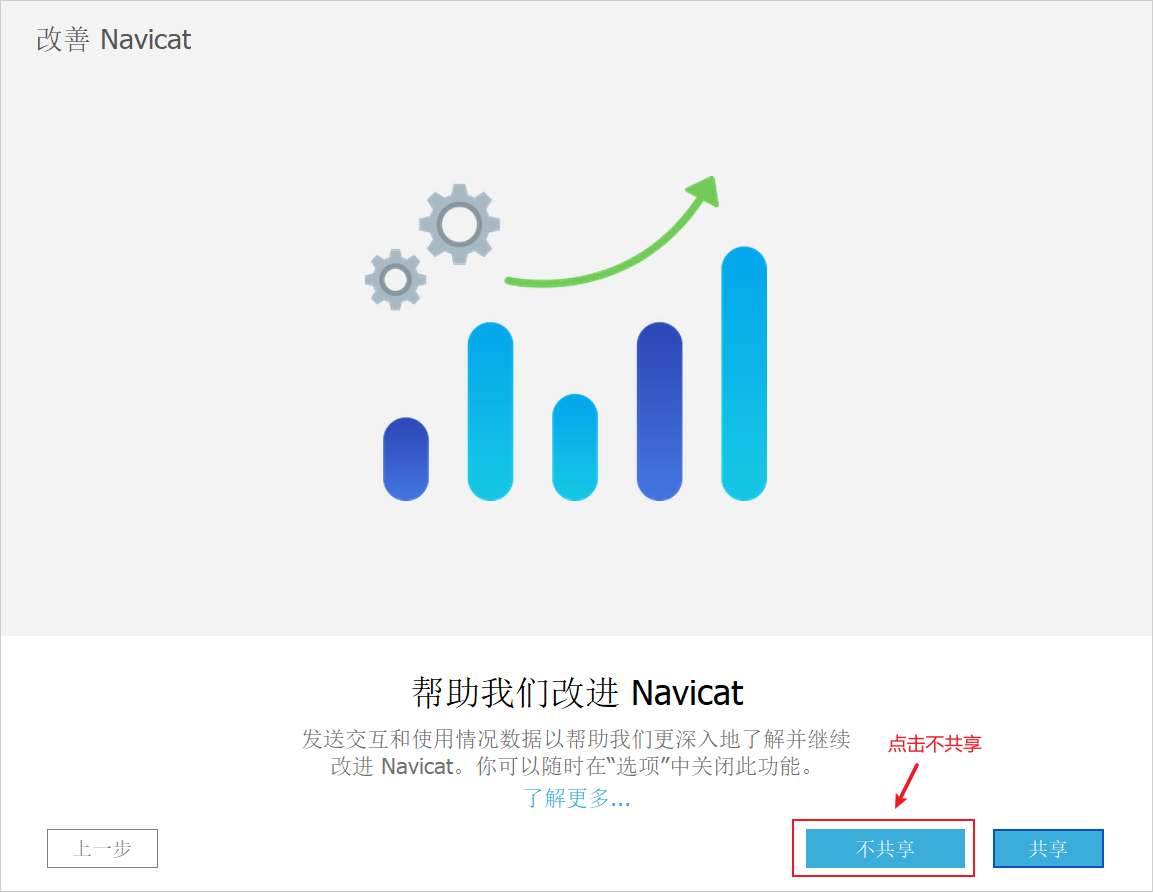 改善 Navicat
帮助我们改进 Navicat
发送交互和使用情况数据以帮助我们更深入地了解并继续
改进 Navicat。你可以随时在“选项”中关闭此功能。
了解更多...
点击不共享
上一步
不共享
共享